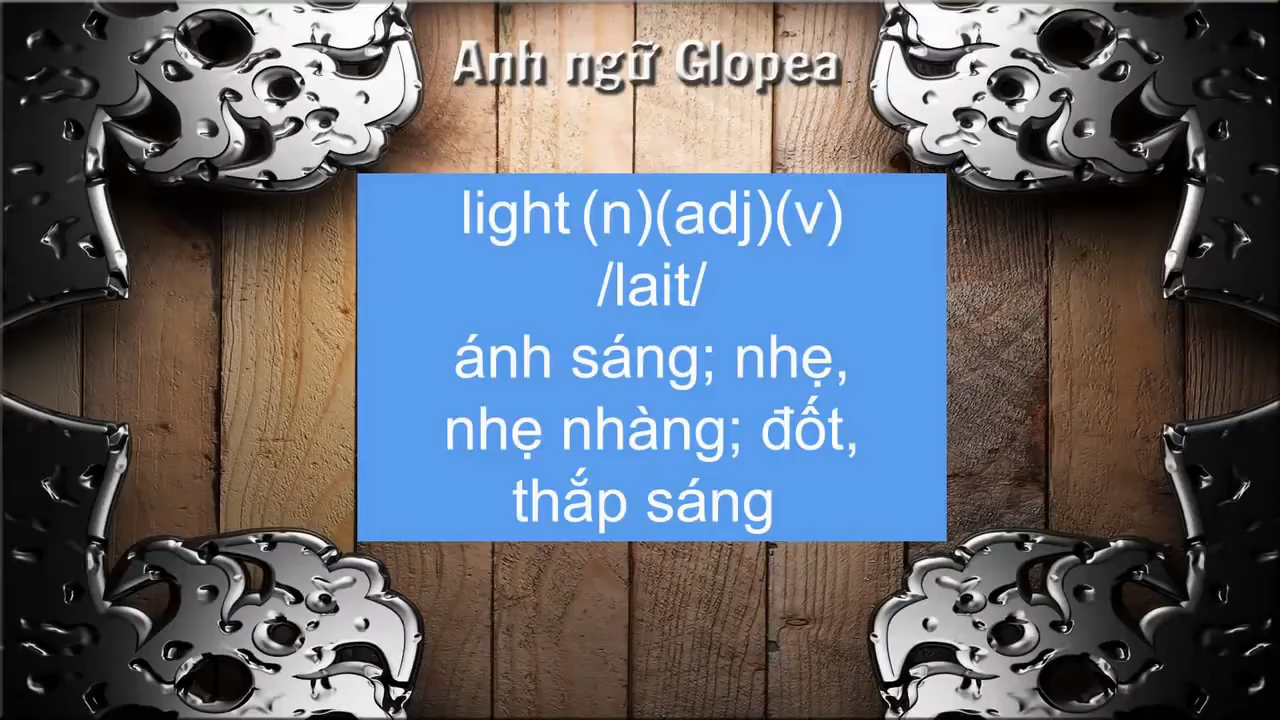 Anh ngữ Glopea
light (n)(adj)(v)
/lait/
ánh sáng; nhẹ,
nhẹ nhàng; đốt,
thắp sáng